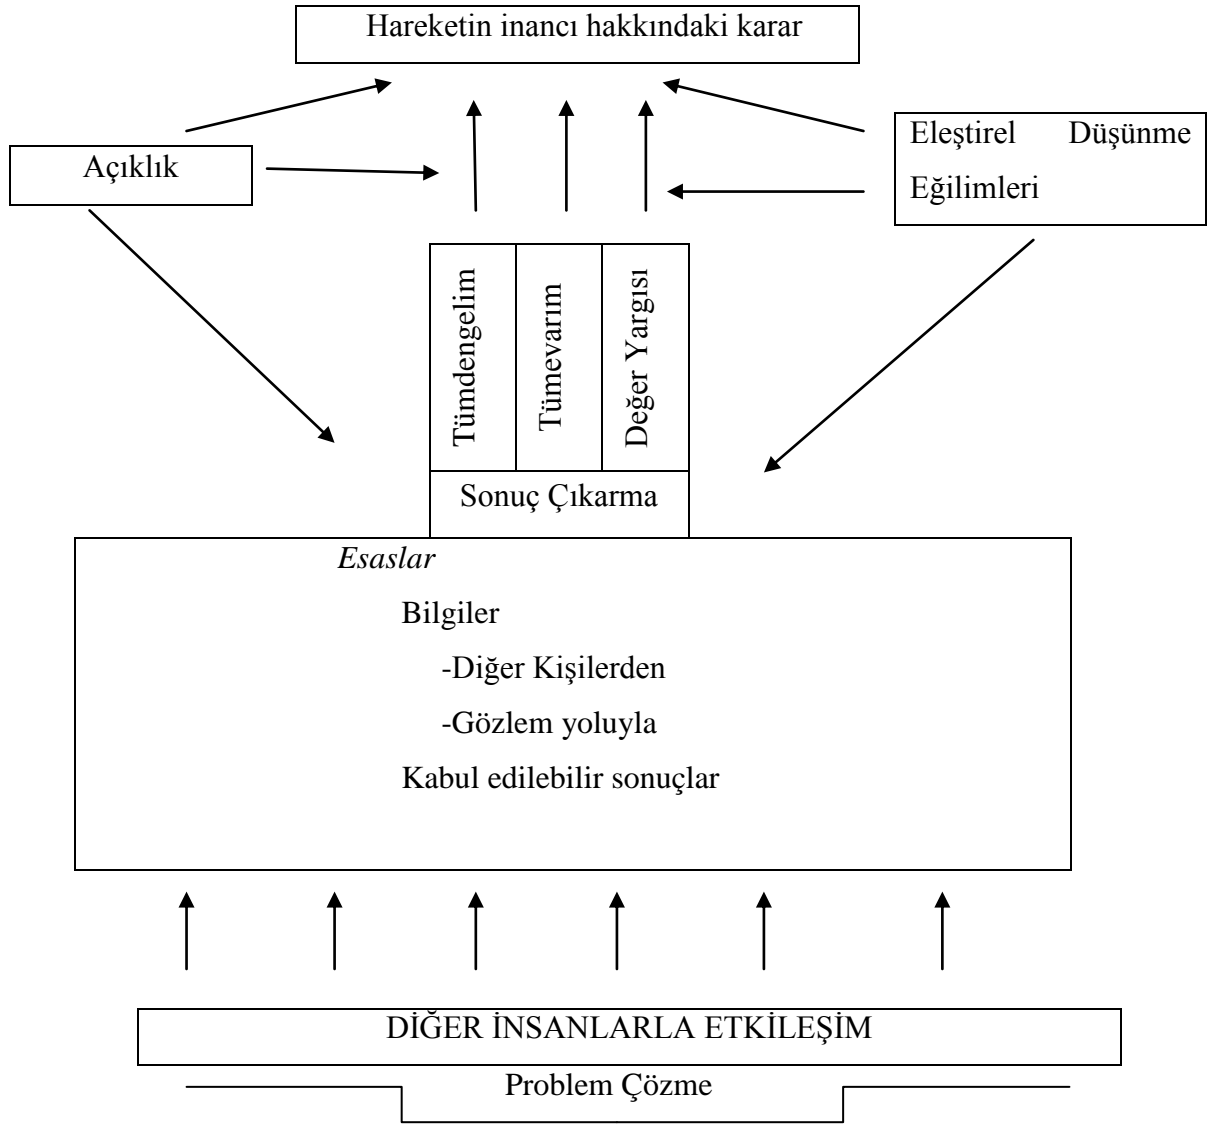 Hareketin inancı hakkındaki karar
Açıklık
Eleştirel Düşünme
Eğilimleri
Tümdengelim
Tümevarım
Değer Yargısı
Sonuç Çıkarma
Esaslar
Bilgiler
-Diğer Kişilerden
-Gözlem yoluyla
Kabul edilebilir sonuçlar
DİĞER İNSANLARLA ETKİLEŞİM
Problem Çözme